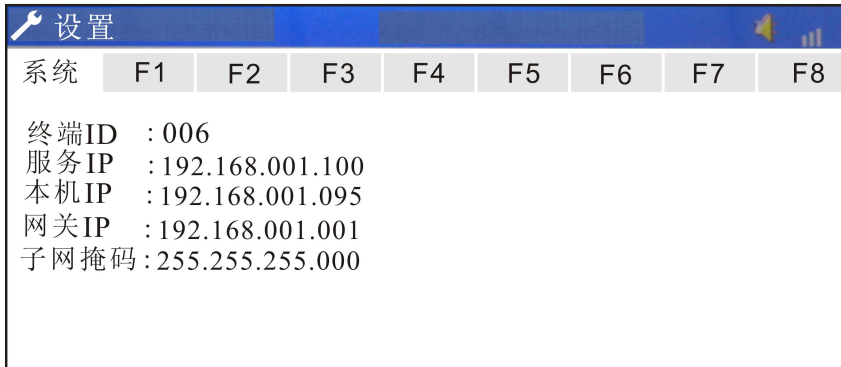 设置
系统 F1 F2 F3 F4 F5 F6 F7 F8
终端ID :006
服务IP :192.168.001.100
本机IP :192.168.001.095
网关IP :192.168.001.001
子网掩码:255.255.255.000